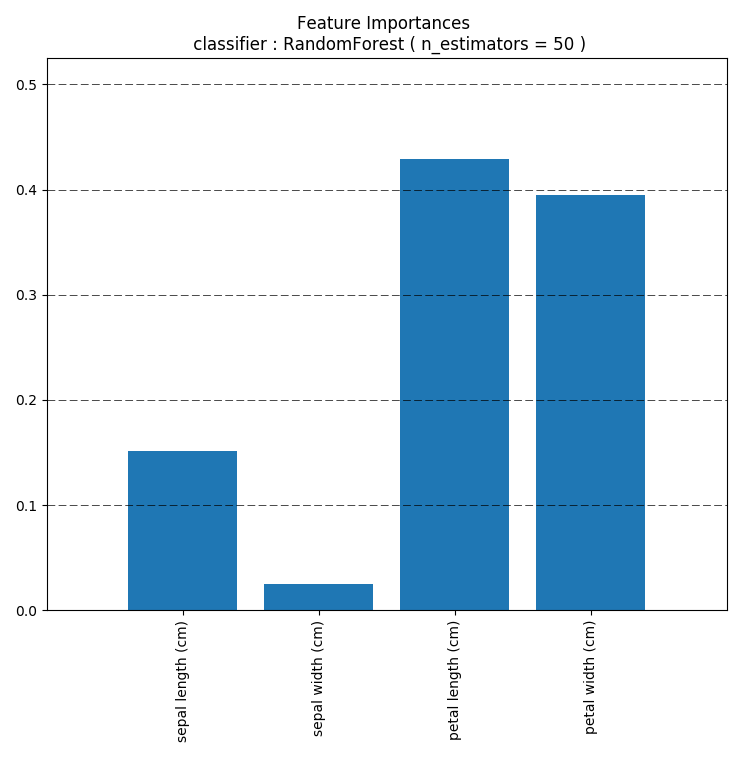 Feature Importances
classifier : RandomForest ( n_estimators = 50 )
0.5
0.4
0.3
0.2
0.1
0.0
sepal length (cm)
sepal width (cm)
petal length (cm)
petal width (cm)